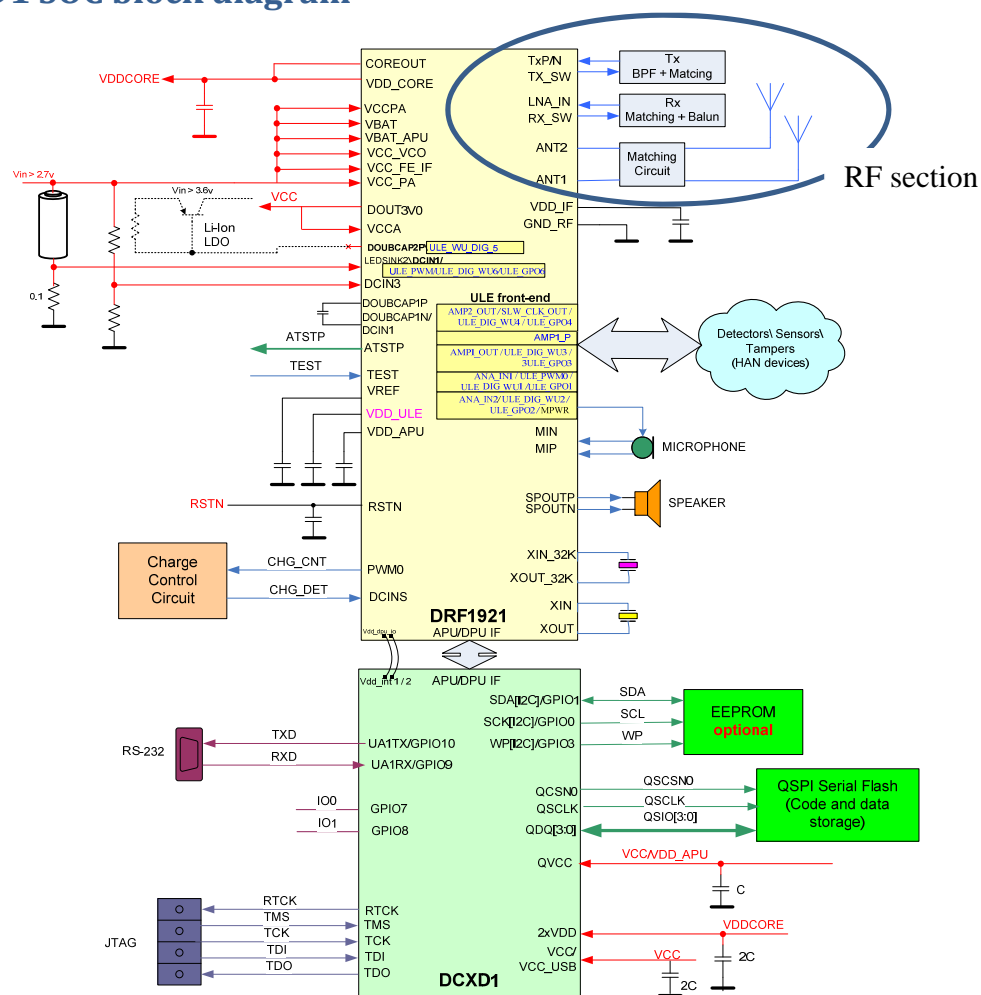 SOC block diagram
COREOUT
VDDCORE
VDD_CORE
VCCPA
VBAT
VBAT_APU
VCC_VCO
VCC_FE_IF
VCC_PA
Vin > 2.7v
Vin > 3.6v
VCC
DOUT3V0
VCCA
Li-Ion
LDO
DOUBCAP2P\
ULE_WU_DIG_5
LEDSINK2\DCIN1/
ULE_PWM/ULE_DIG_WU6/ULE_GPO6
DCIN3
0.1
DOUBCAP1P
DOUBCAP1N/
DCIN1
ATSTP
ATSTP
TEST
TEST
VREF
VDD_ULE
VDD_APU
RSTN
RSTN
Charge
Control
Circuit
CHG_CNT
PWM0
CHG_DET
DCINS
TxP/N
TX_SW
Tx
BPF + Matcing
LNA_IN
RX_SW
Rx
Matching + Balun
ANT2
ANT1
Matching
Circuit
RF section
VDD_IF
GND_RF
ULE front-end
AMP2_OUT/SLW_CLK_OUT/
ULE_DIG_WU4/ULE_GPO4
AMP1_P
AMP1_OUT/ULE_DIG_WU3/
3ULE_GPO3
ANA_IN1/ULE_PWM0/
ULE DIG WU1/ULE GPO1
ANA_IN2/ULE_DIG_WU2/
ULE_GPO2/MPWR
Detectors\ Sensors\
Tampers
(HAN devices)
MIN
MIP
MICROPHONE
SPOUTP
SPOUTN
SPEAKER
XIN_32K
XOUT_32K
XIN
XOUT
DRF1921
APU/DPU IF
Vdd_dpu_io
Vdd_int 1 / 2
APU/DPU IF
SDA[I2C]/GPIO1
SDA
SCK[I2C]/GPIO0
SCL
WP[I2C]/GPIO3
WP
EEPROM
optional
RS-232
TXD
UA1TX/GPIO10
RXD
UA1RX/GPIO9
IO0
GPIO7
IO1
GPIO8
QCSN0
QSCSN0
QSCLK
QSCLK
QDQ[3:0]
QSIO[3:0]
QSPI Serial Flash
(Code and data
storage)
QVCC
VCC/VDD_APU
C
JTAG
RTCK
RTCK
TMS
TMS
TCK
TCK
TDI
TDI
TDO
TDO
2xVDD
VDDCORE
VCC/
VCC_USB
VCC
2C
2C
DCXD1